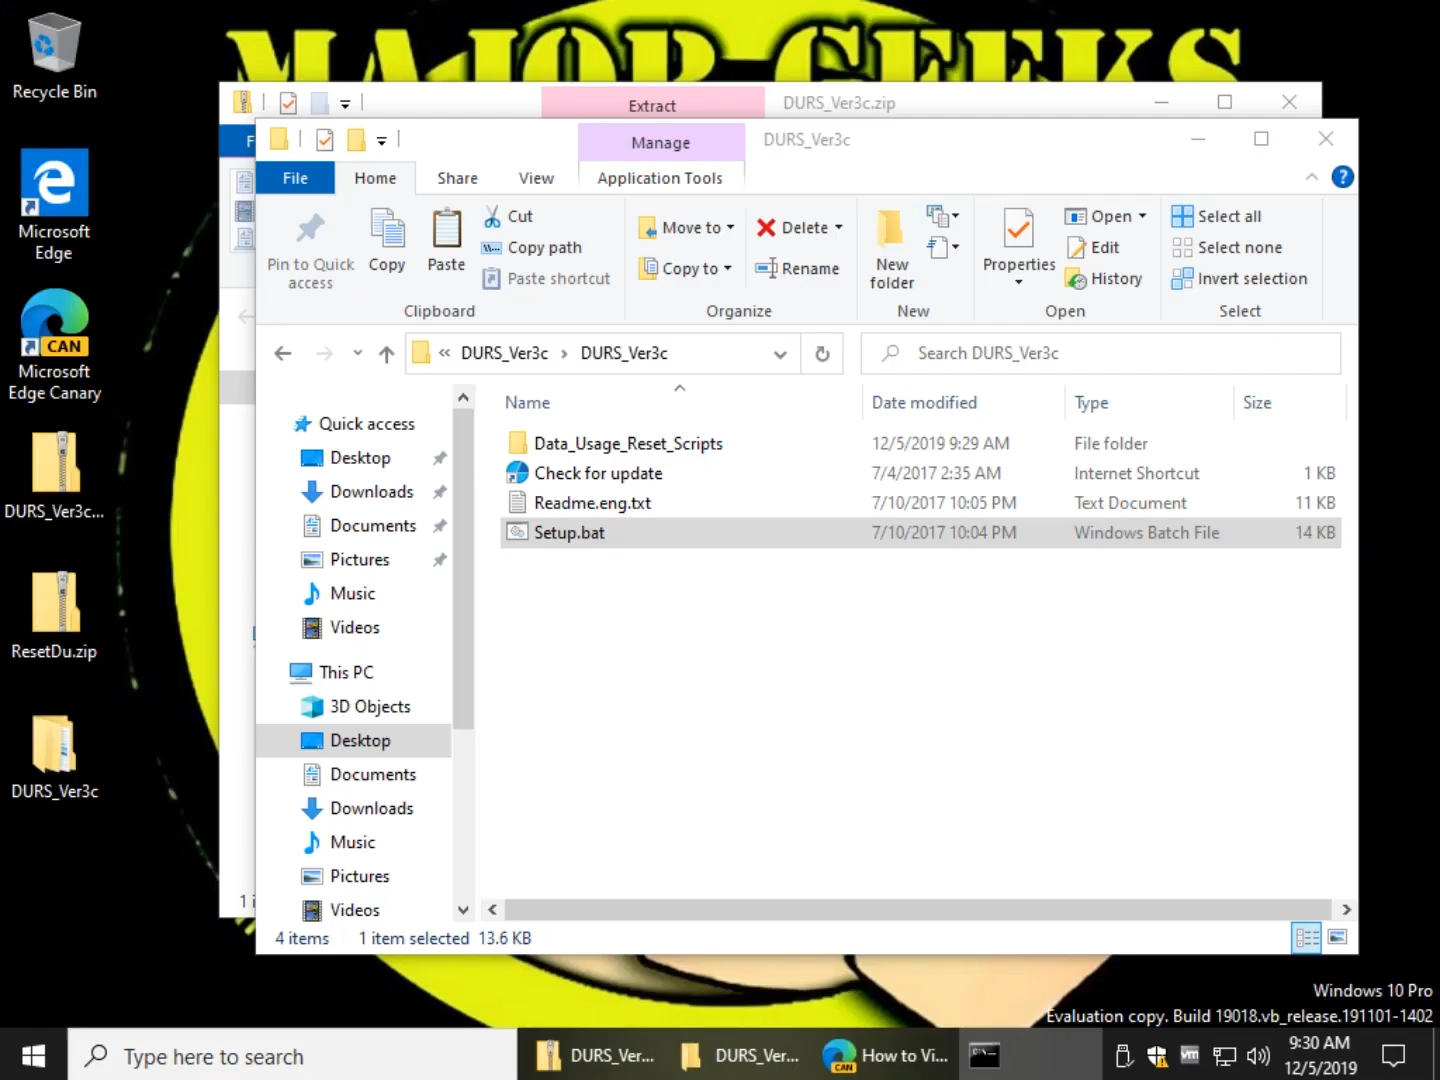 MAJOR GEEKS
Recycle Bin
Microsoft
Edge
CAN
Microsoft
Edge Canary
DURS_Ver3c...
ResetDu.zip
DURS_Ver3c
Extract
DURS_Ver3c.zip
F
Manage
DURS_Ver3c
File
Home
Share
View
Application Tools
Pin to Quick
access
Copy
Paste
Cut
Copy path
Paste shortcut
Clipboard
Move to
Copy to
Delete
Rename
Organize
New
folder
New
Properties
Open
Edit
History
Open
Select all
Select none
Invert selection
Select
« DURS_Ver3c › DURS_Ver3c
Search DURS_Ver3c
Quick access
Desktop
Downloads
Documents
Pictures
Music
Videos
This PC
3D Objects
Desktop
Documents
Downloads
Music
Pictures
Videos
Name Date modified Type Size
Data_Usage_Reset_Scripts 12/5/2019 9:29 AM File folder
Check for update 7/4/2017 2:35 AM Internet Shortcut 1 KB
Readme.eng.txt 7/10/2017 10:05 PM Text Document 11 KB
Setup.bat 7/10/2017 10:04 PM Windows Batch File 14 KB
1 i
4 items 1 item selected 13.6 KB
Windows 10 Pro
Evaluation copy. Build 19018.vb_release.191101-1402
Type here to search
DURS_Ver...
DURS_Ver...
CAN
How to Vi...
vm
9:30 AM
12/5/2019